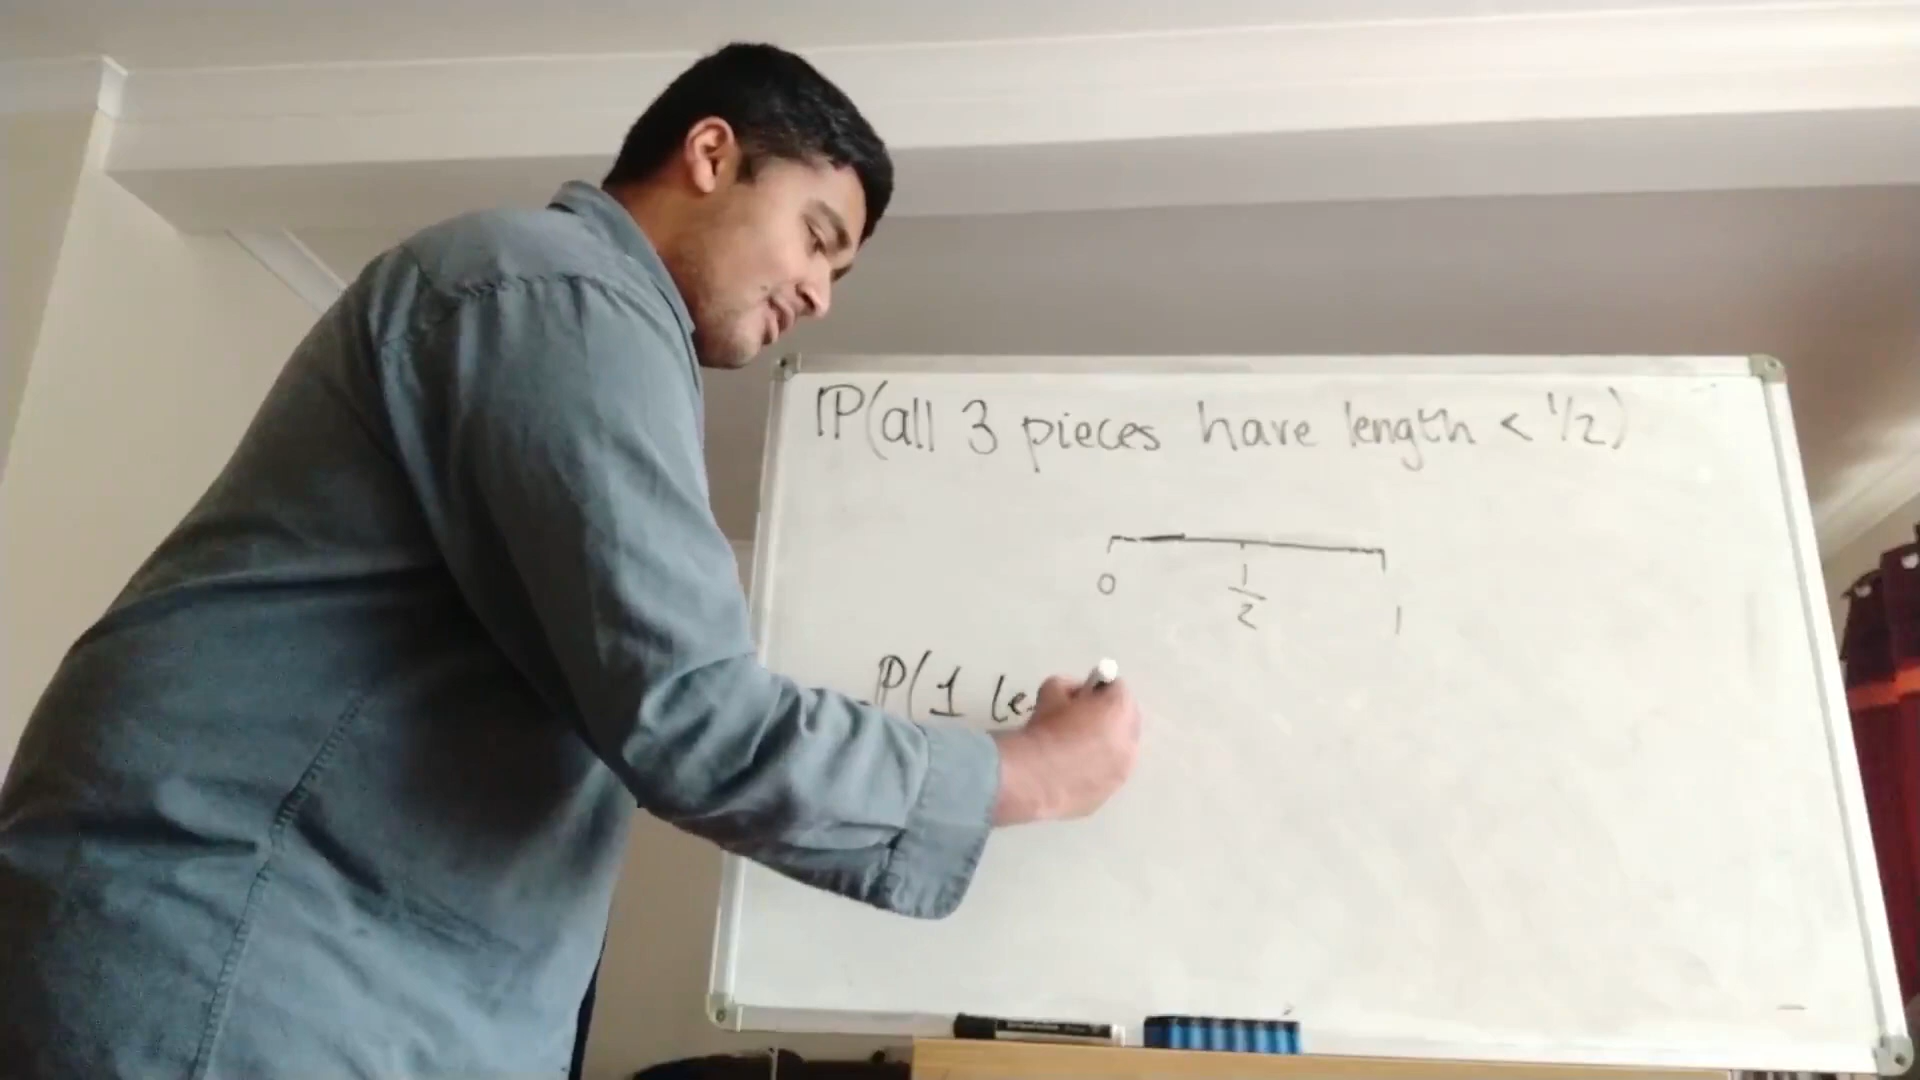 P(all 3 pieces have length < 1/2)
0 1/2 1
P(1 le